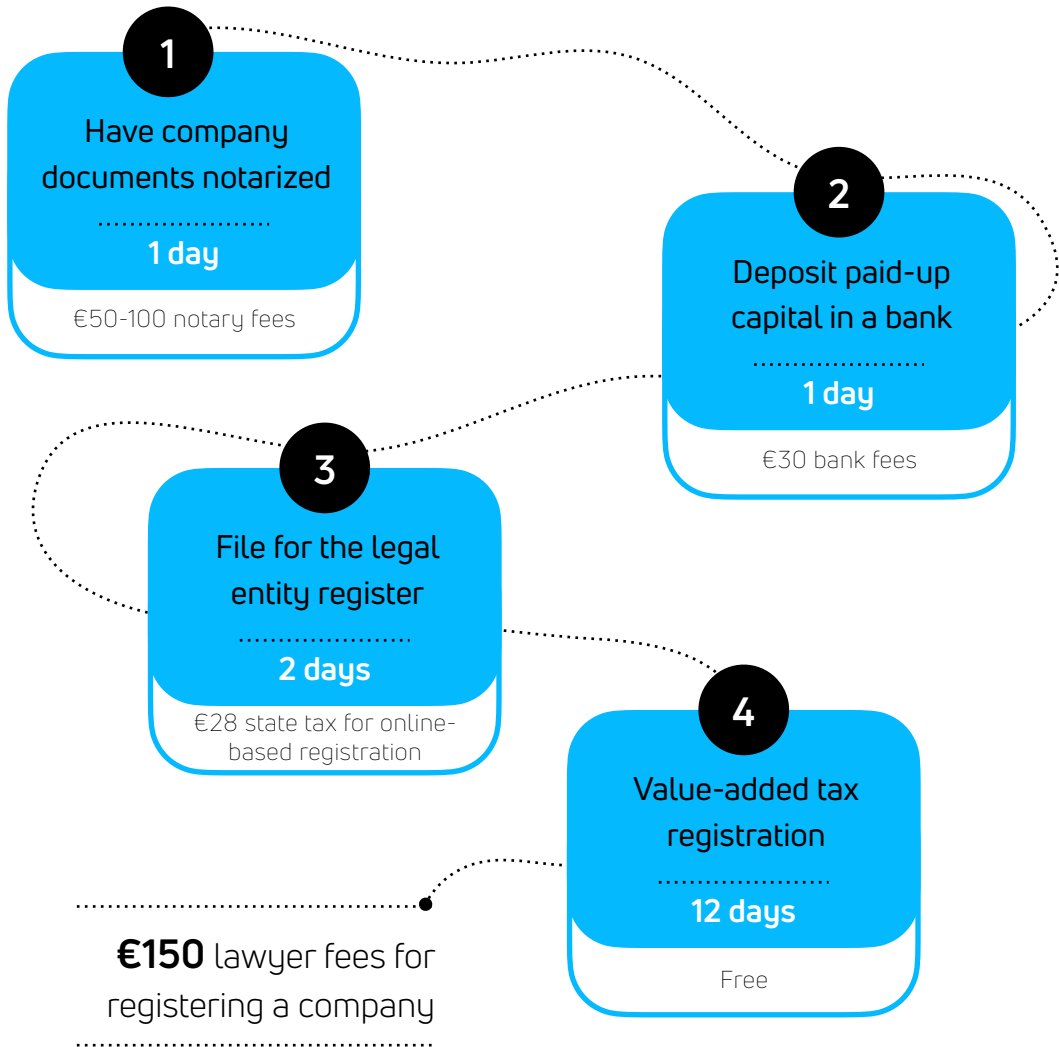 1
Have company
documents notarized
1 day
€50-100 notary fees
2
Deposit paid-up
capital in a bank
1 day
€30 bank fees
3
File for the legal
entity register
2 days
€28 state tax for online-
based registration
4
Value-added tax
registration
12 days
Free
€150 lawyer fees for
registering a company